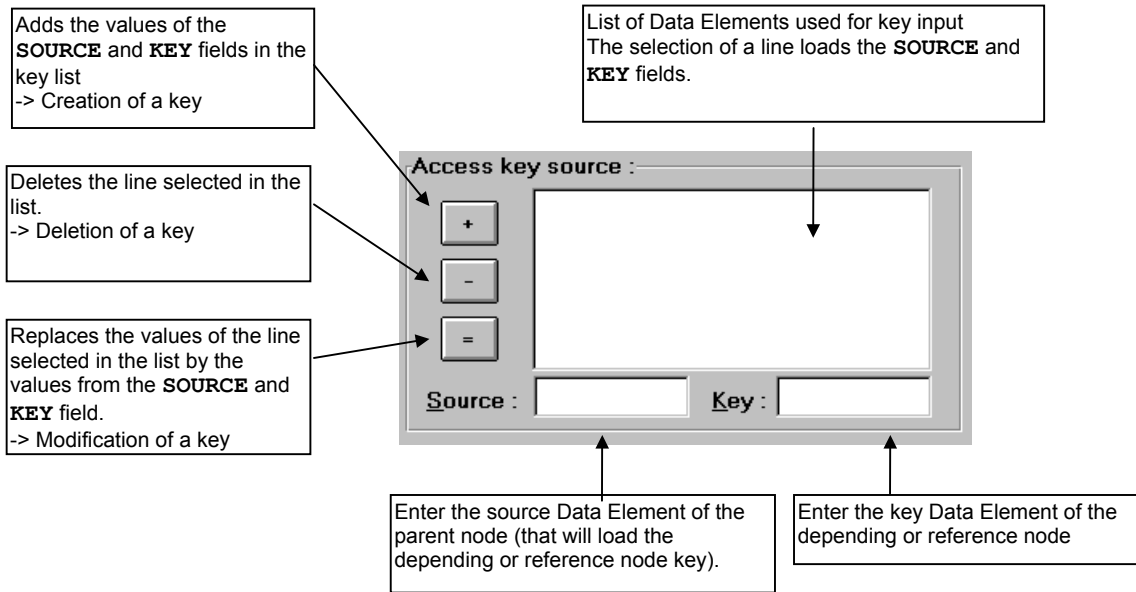 Adds the values of the
SOURCE and KEY fields in the
key list
-> Creation of a key
List of Data Elements used for key input
The selection of a line loads the SOURCE and
KEY fields.
Deletes the line selected in the
list.
-> Deletion of a key
Replaces the values of the line
selected in the list by the
values from the SOURCE and
KEY field.
-> Modification of a key
Access key source :
+
-
=
Source :
Key :
Enter the source Data Element of the
parent node (that will load the
depending or reference node key).
Enter the key Data Element of the
depending or reference node